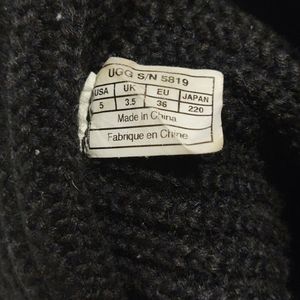 UGG S/N 5819
USA UK EU JAPAN
5 3.5 36 220
Made in China
Fabriqué en Chine